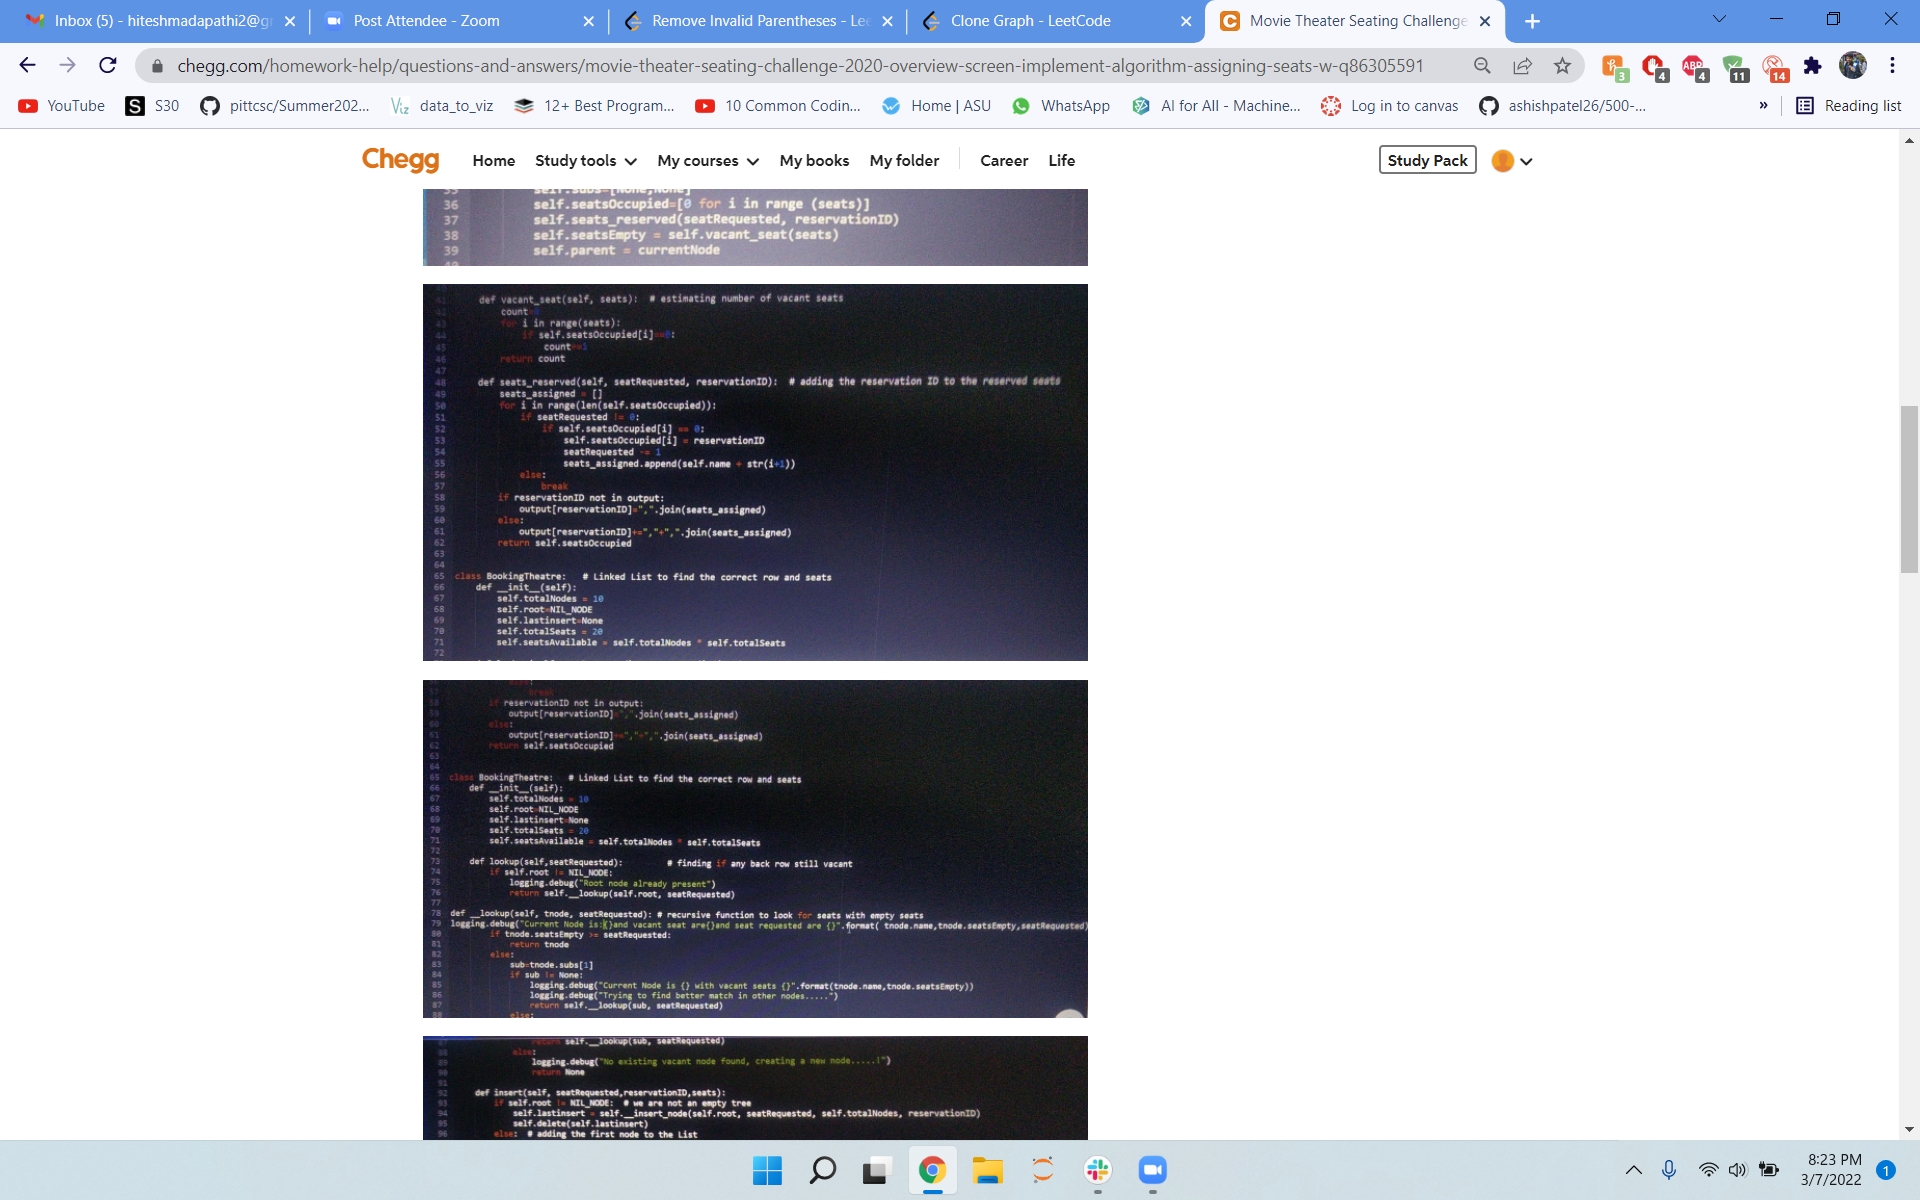 Inbox (5) - hiteshmadapathi2@g
Post Attendee - Zoom
Remove Invalid Parentheses - Lee
Clone Graph - LeetCode
Movie Theater Seating Challenge
chegg.com/homework-help/questions-and-answers/movie-theater-seating-challenge-2020-overview-screen-implement-algorithm-assigning-seats-w-q86305591
3 4 4 11 14
YouTube S30 pittcsc/Summer202... data_to_viz 12+ Best Program... 10 Common Codin... Home | ASU WhatsApp AI for All - Machine... Log in to canvas ashishpatel26/500-... » Reading list
Chegg Home Study tools My courses My books My folder Career Life Study Pack
35 self.subs=[None,None]
36 self.seatsOccupied=[0 for i in range (seats)]
37 self.seats_reserved(seatRequested, reservationID)
38 self.seatsEmpty = self.vacant_seat(seats)
39 self.parent = currentNode
41 def vacant_seat(self, seats): # estimating number of vacant seats
42 count=0
43 for i in range(seats):
44 if self.seatsOccupied[i]==0:
45 count+=1
46 return count
47
48 def seats_reserved(self, seatRequested, reservationID): # adding the reservation ID to the reserved seats
49 seats_assigned = []
50 for i in range(len(self.seatsOccupied)):
51 if seatRequested != 0:
52 if self.seatsOccupied[i] == 0:
53 self.seatsOccupied[i] = reservationID
54 seatRequested -= 1
55 seats_assigned.append(self.name + str(i+1))
56 else:
57 break
58 if reservationID not in output:
59 output[reservationID]=",".join(seats_assigned)
60 else:
61 output[reservationID]+=","+",".join(seats_assigned)
62 return self.seatsOccupied
63
64
65 class BookingTheatre: # Linked List to find the correct row and seats
66 def __init__(self):
67 self.totalNodes = 10
68 self.root=NIL_NODE
69 self.lastinsert=None
70 self.totalSeats = 20
71 self.seatsAvailable = self.totalNodes * self.totalSeats
72
else:
57 break
58 if reservationID not in output:
59 output[reservationID]=",".join(seats_assigned)
60 else:
61 output[reservationID]+=","+",".join(seats_assigned)
62 return self.seatsOccupied
63
64
65 class BookingTheatre: # Linked List to find the correct row and seats
66 def __init__(self):
67 self.totalNodes = 10
68 self.root=NIL_NODE
69 self.lastinsert=None
70 self.totalSeats = 20
71 self.seatsAvailable = self.totalNodes * self.totalSeats
72
73 def lookup(self,seatRequested): # finding if any back row still vacant
74 if self.root != NIL_NODE:
75 logging.debug("Root node already present")
76 return self.__lookup(self.root, seatRequested)
77
78 def __lookup(self, tnode, seatRequested): # recursive function to look for seats with empty seats
79 logging.debug("Current Node is:{}and vacant seat are{}and seat requested are {}".format( tnode.name,tnode.seatsEmpty,seatRequested)
80 if tnode.seatsEmpty >= seatRequested:
81 return tnode
82 else:
83 sub=tnode.subs[1]
84 if sub != None:
85 logging.debug("Current Node is {} with vacant seats {}".format(tnode.name,tnode.seatsEmpty))
86 logging.debug("Trying to find better match in other nodes.....")
87 return self.__lookup(sub, seatRequested)
88 else:
87 return self.__lookup(sub, seatRequested)
88 else:
89 logging.debug("No existing vacant node found, creating a new node.....!")
90 return None
91
92 def insert(self, seatRequested,reservationID,seats):
93 if self.root != NIL_NODE: # we are not an empty tree
94 self.lastinsert = self.__insert_node(self.root, seatRequested, self.totalNodes, reservationID)
95 self.delete(self.lastinsert)
96 else: # adding the first node to the List
8:23 PM
3/7/2022
1